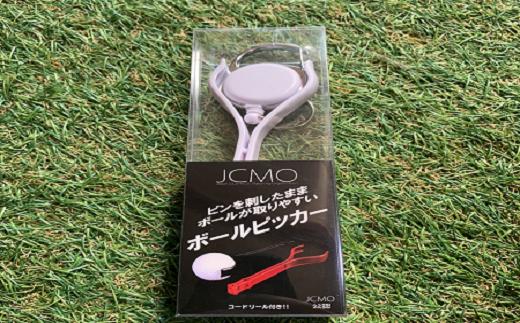 JCMO
ピンを刺したまま
ボールが取りやすい
ボールピッカー
コードリール付き!!
JCMO